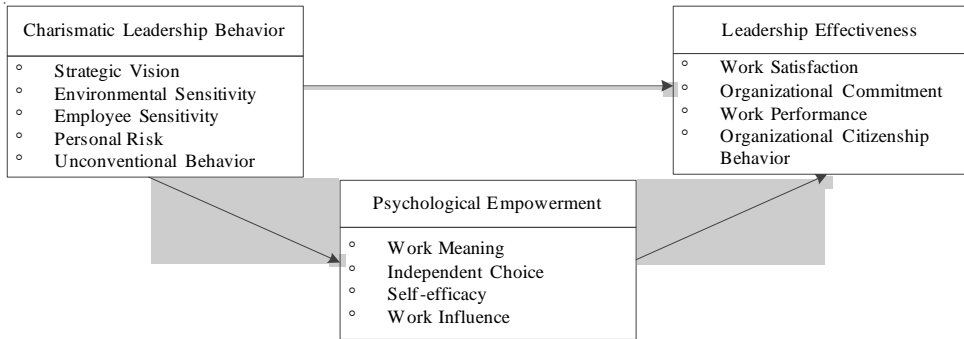 Charismatic Leadership Behavior
° Strategic Vision
° Environmental Sensitivity
° Employee Sensitivity
° Personal Risk
° Unconventional Behavior
Leadership Effectiveness
° Work Satisfaction
° Organizational Commitment
° Work Performance
° Organizational Citizenship
Behavior
Psychological Empowerment
° Work Meaning
° Independent Choice
° Self-efficacy
° Work Influence